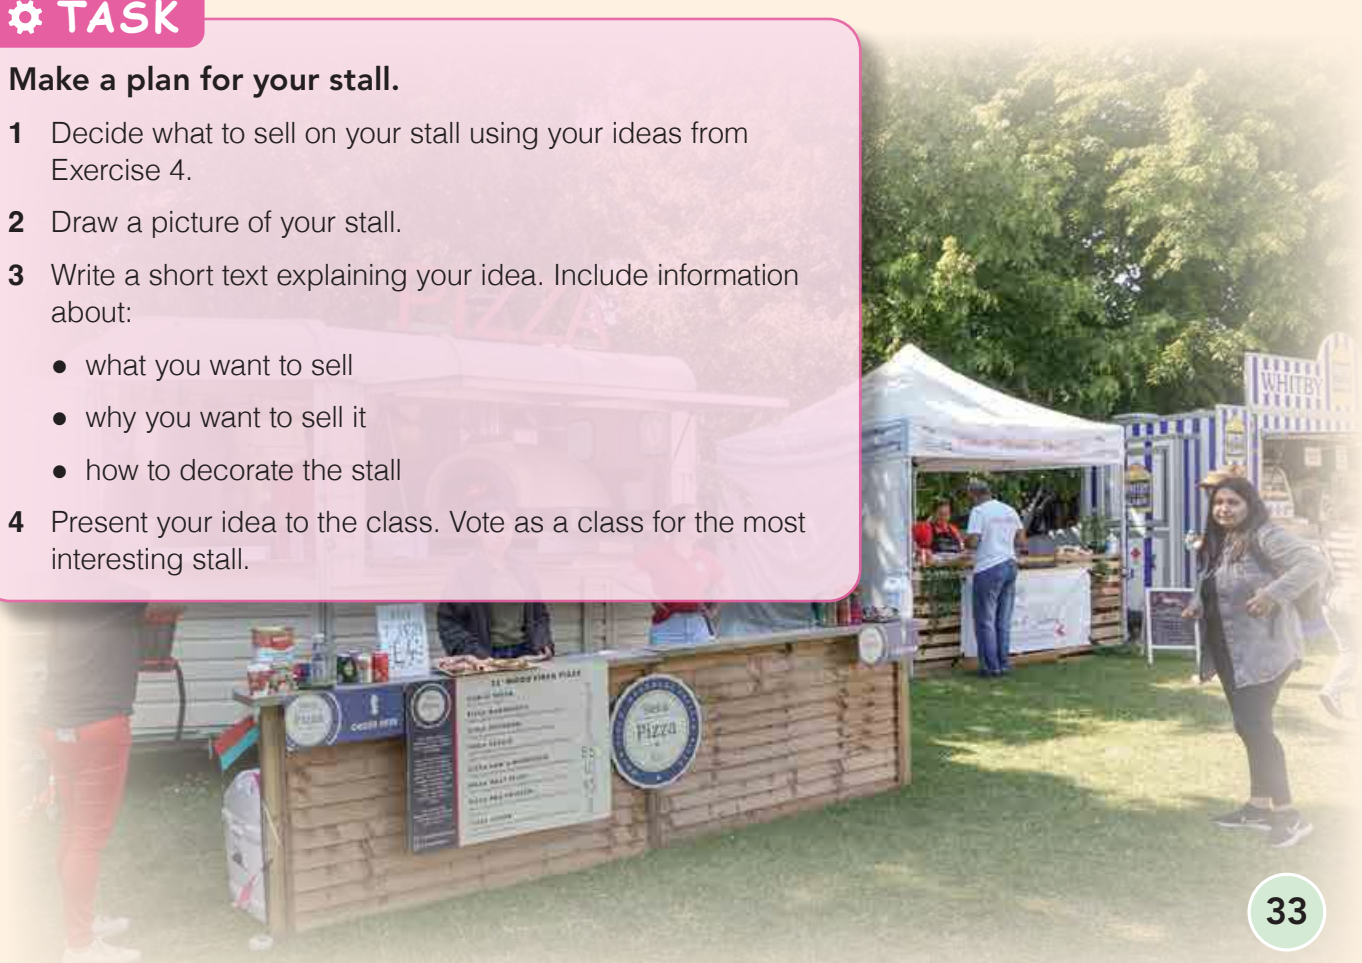 TASK
Make a plan for your stall.
1 Decide what to sell on your stall using your ideas from
Exercise 4.
2 Draw a picture of your stall.
3 Write a short text explaining your idea. Include information
about:
• what you want to sell
• why you want to sell it
• how to decorate the stall
4 Present your idea to the class. Vote as a class for the most
interesting stall.
PIZZA
WHITBY
ORDER HERE
Pizza
33